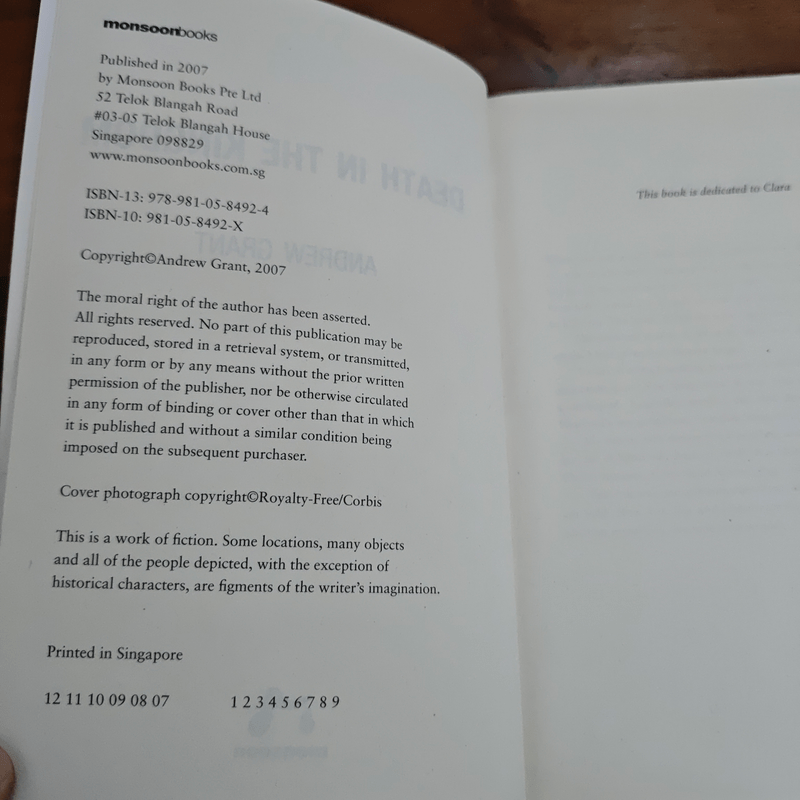 monsoonbooks
Published in 2007
by Monsoon Books Pte Ltd
52 Telok Blangah Road
#03-05 Telok Blangah House
Singapore 098829
www.monsoonbooks.com.sg
ISBN-13: 978-981-05-8492-4
ISBN-10: 981-05-8492-X
Copyright©Andrew Grant, 2007
The moral right of the author has been asserted.
All rights reserved. No part of this publication may be
reproduced, stored in a retrieval system, or transmitted,
in any form or by any means without the prior written
permission of the publisher, nor be otherwise circulated
in any form of binding or cover other than that in which
it is published and without a similar condition being
imposed on the subsequent purchaser.
Cover photograph copyright©Royalty-Free/Corbis
This is a work of fiction. Some locations, many objects
and all of the people depicted, with the exception of
historical characters, are figments of the writer's imagination.
Printed in Singapore
12 11 10 09 08 07 1 2 3 4 5 6 7 8 9
DEATH IN THE
ANDREW GRANT
This book is dedicated to Clara